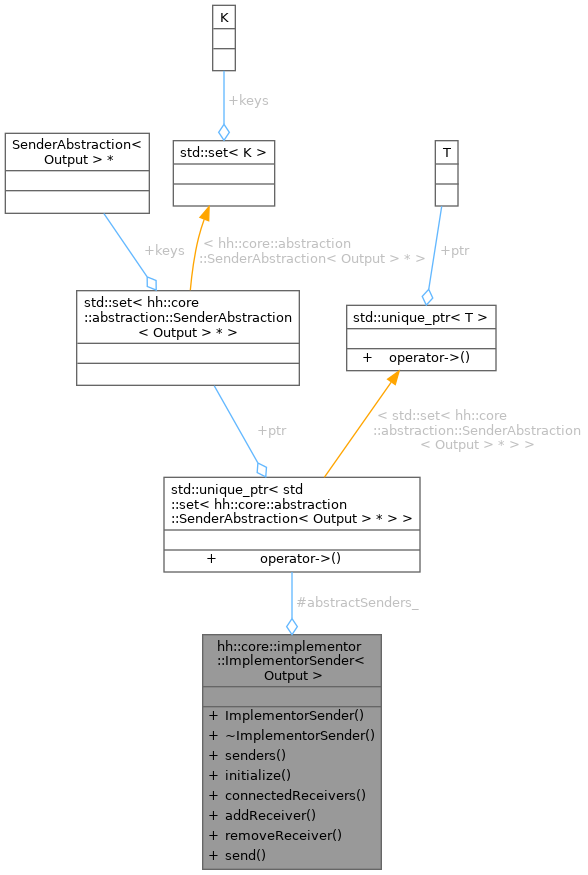 K
+keys
SenderAbstraction<
Output > *
std::set< K >
T
+keys
< hh::core::abstraction
::SenderAbstraction< Output > * >
+ptr
std::set< hh::core
::abstraction::SenderAbstraction
< Output > * >
std::unique_ptr< T >
+ operator->()
+ptr
< std::set< hh::core
::abstraction::SenderAbstraction
< Output > * > >
std::unique_ptr< std
::set< hh::core::abstraction
::SenderAbstraction< Output > * > >
+ operator->()
#abstractSenders_
hh::core::implementor
::ImplementorSender<
Output >
+ ImplementorSender()
+ ~ImplementorSender()
+ senders()
+ initialize()
+ connectedReceivers()
+ addReceiver()
+ removeReceiver()
+ send()